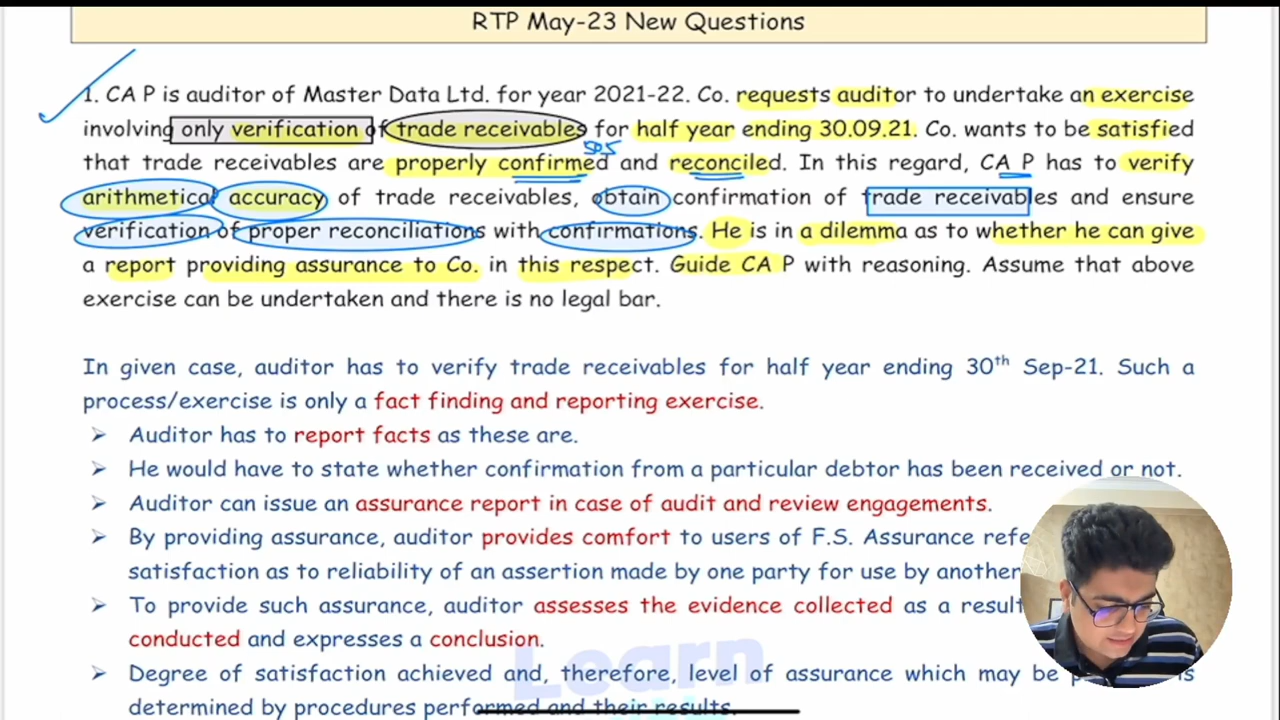 RTP May-23 New Questions
1. CA P is auditor of Master Data Ltd. for year 2021-22. Co. requests auditor to undertake an exercise
involving only verification of trade receivables for half year ending 30.09.21. Co. wants to be satisfied
that trade receivables are properly confirmed and reconciled. In this regard, CA P has to verify
arithmetical accuracy of trade receivables, obtain confirmation of trade receivables and ensure
verification of proper reconciliations with confirmations. He is in a dilemma as to whether he can give
a report providing assurance to Co. in this respect. Guide CA P with reasoning. Assume that above
exercise can be undertaken and there is no legal bar.
In given case, auditor has to verify trade receivables for half year ending 30th Sep-21. Such a
process/exercise is only a fact finding and reporting exercise.
➢ Auditor has to report facts as these are.
➢ He would have to state whether confirmation from a particular debtor has been received or not.
➢ Auditor can issue an assurance report in case of audit and review engagements.
➢ By providing assurance, auditor provides comfort to users of F.S. Assurance
satisfaction as to reliability of an assertion made by one party for use by another
➢ To provide such assurance, auditor assesses the evidence collected as a result
conducted and expresses a conclusion.
➢ Degree of satisfaction achieved and, therefore, level of assurance which may be
determined by procedures performed and their results.
Learn